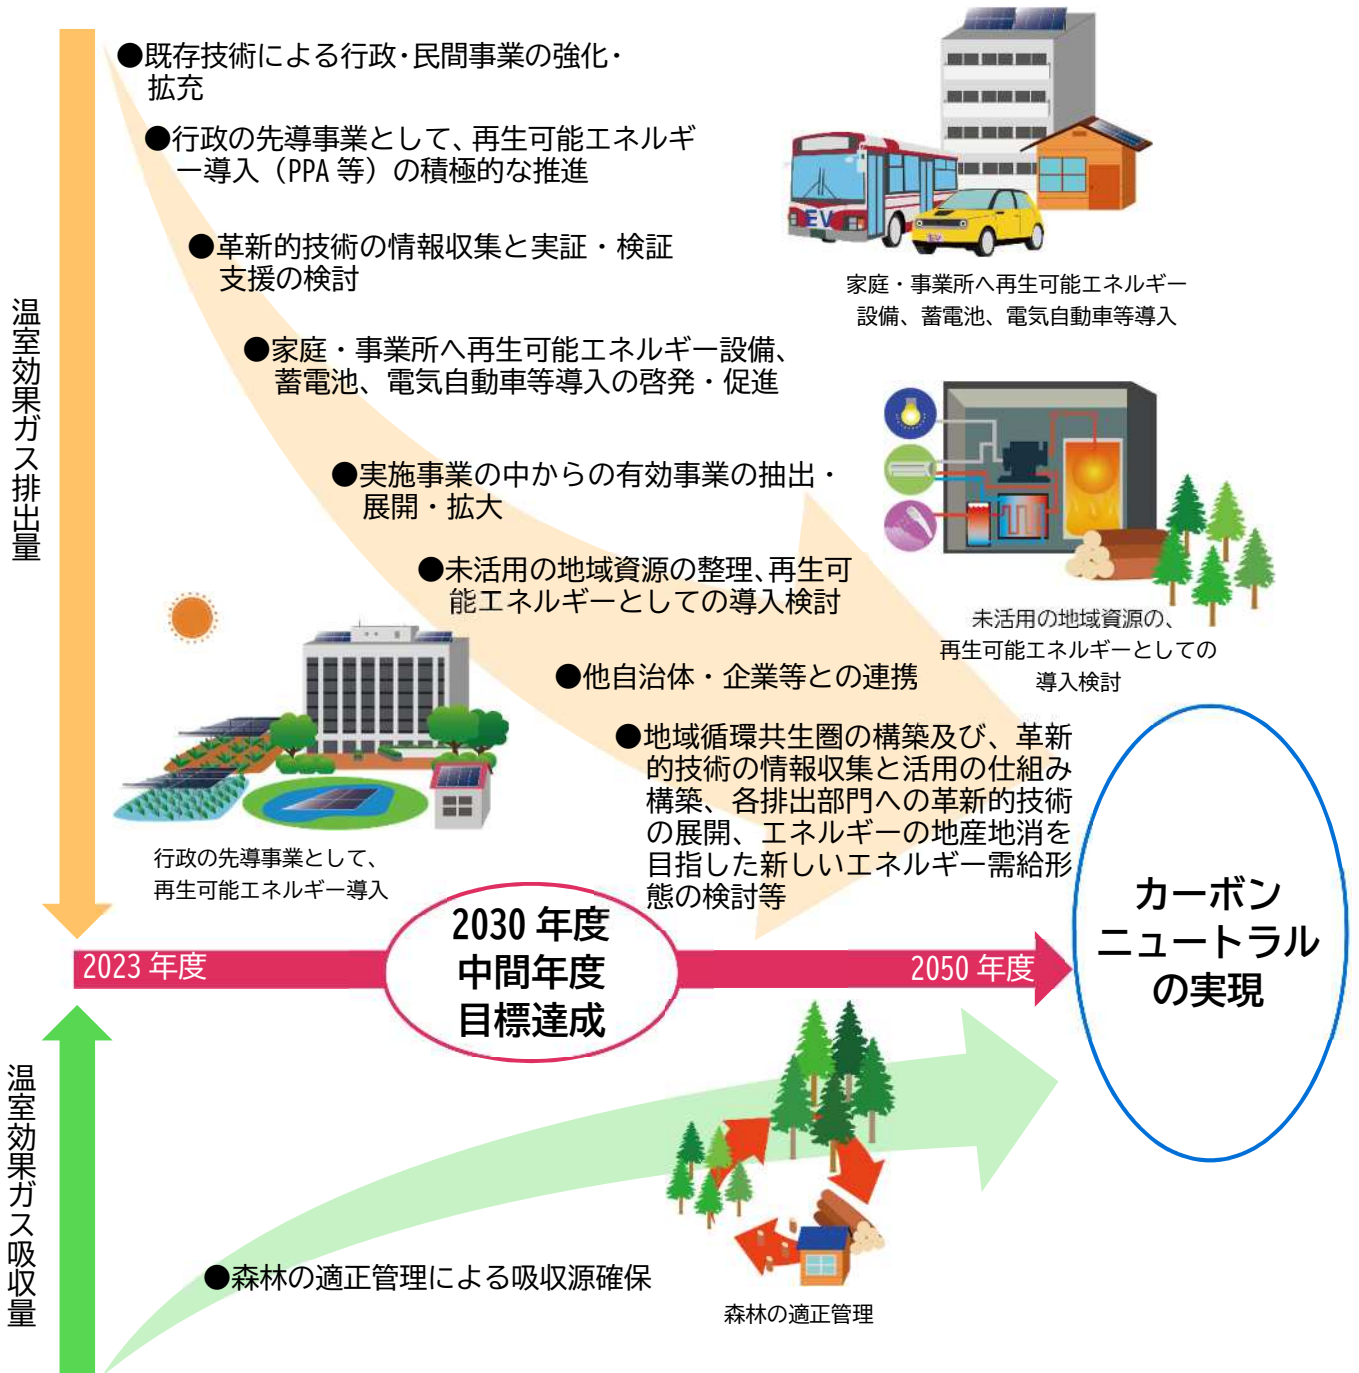 ●既存技術による行政・民間事業の強化・
拡充
●行政の先導事業として、再生可能エネルギ
ー導入（PPA 等）の積極的な推進
●革新的技術の情報収集と実証・検証
支援の検討
●家庭・事業所へ再生可能エネルギー設備、
蓄電池、電気自動車等導入の啓発・促進
●実施事業の中からの有効事業の抽出・
展開・拡大
●未活用の地域資源の整理、再生可
能エネルギーとしての導入検討
●他自治体・企業等との連携
●地域循環共生圏の構築及び、革新
的技術の情報収集と活用の仕組み
構築、各排出部門への革新的技術
の展開、エネルギーの地産地消を
目指した新しいエネルギー需給形
態の検討等
EV
EV
家庭・事業所へ再生可能エネルギー
設備、蓄電池、電気自動車等導入
未活用の地域資源の、
再生可能エネルギーとしての
導入検討
行政の先導事業として、
再生可能エネルギー導入
温室効果ガス排出量
2023 年度
2030 年度
中間年度
目標達成
2050 年度
カーボン
ニュートラル
の実現
温室効果ガス吸収量
●森林の適正管理による吸収源確保
森林の適正管理